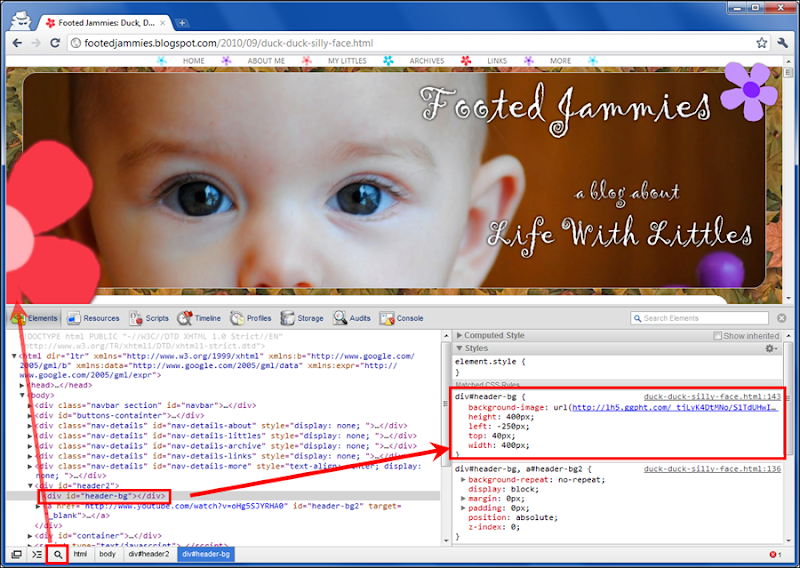 Footed Jammies: Duck, D...
footedjammies.blogspot.com/2010/09/duck-duck-silly-face.html
HOME ABOUT ME MY LITTLES ARCHIVES LINKS MORE
Footed Jammies
a blog about
Life With Littles
Elements Resources Scripts Timeline Profiles Storage Audits Console Search Elements
<!DOCTYPE html PUBLIC "-//W3C//DTD XHTML 1.0 Strict//EN"
"http://www.w3.org/TR/xhtml1/DTD/xhtml1-strict.dtd">
<html dir="ltr" xmlns="http://www.w3.org/1999/xhtml" xmlns:b="http://www.google.com/
2005/gml/b" xmlns:data="http://www.google.com/2005/gml/data" xmlns:expr="http://
www.google.com/2005/gml/expr">
<head>…</head>
<body>
<div class="navbar section" id="navbar">…</div>
<div id="buttons-container">…</div>
<div class="nav-details" id="nav-details-about" style="display: none; ">…</div>
<div class="nav-details" id="nav-details-littles" style="display: none; ">…</div>
<div class="nav-details" id="nav-details-archive" style="display: none; ">…</div>
<div class="nav-details" id="nav-details-links" style="display: none; ">…</div>
<div class="nav-details" id="nav-details-more" style="text-align: center; display:
none; ">…</div>
<div id="header2">
<div id="header-bg"></div>
<a href="http://www.youtube.com/watch?v=oHg5SJYRHA0" id="header-bg2" target=
"_blank">…</a>
</div>
<div id="container">…</div>
<script type="text/javascript">…</script>
Computed Style Show inherited
Styles
element.style {
}
Matched CSS Rules
div#header-bg { duck-duck-silly-face.html:143
background-image: url(http://lh5.ggpht.com/_tjLvK4DtMNo/S1TdUHwI…
height: 400px;
left: -250px;
top: 40px;
width: 400px;
}
div#header-bg, a#header-bg2 { duck-duck-silly-face.html:136
background-repeat: no-repeat;
display: block;
margin: 0px;
padding: 0px;
position: absolute;
z-index: 0;
}
html body div#header2 div#header-bg 1